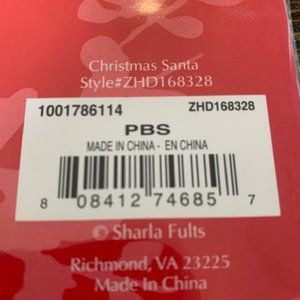 Christmas Santa
Style#ZHD168328
1001786114 ZHD168328
PBS
MADE IN CHINA - EN CHINA
8 08412 74685 7
© Sharla Fults
Richmond, VA 23225
Made In China